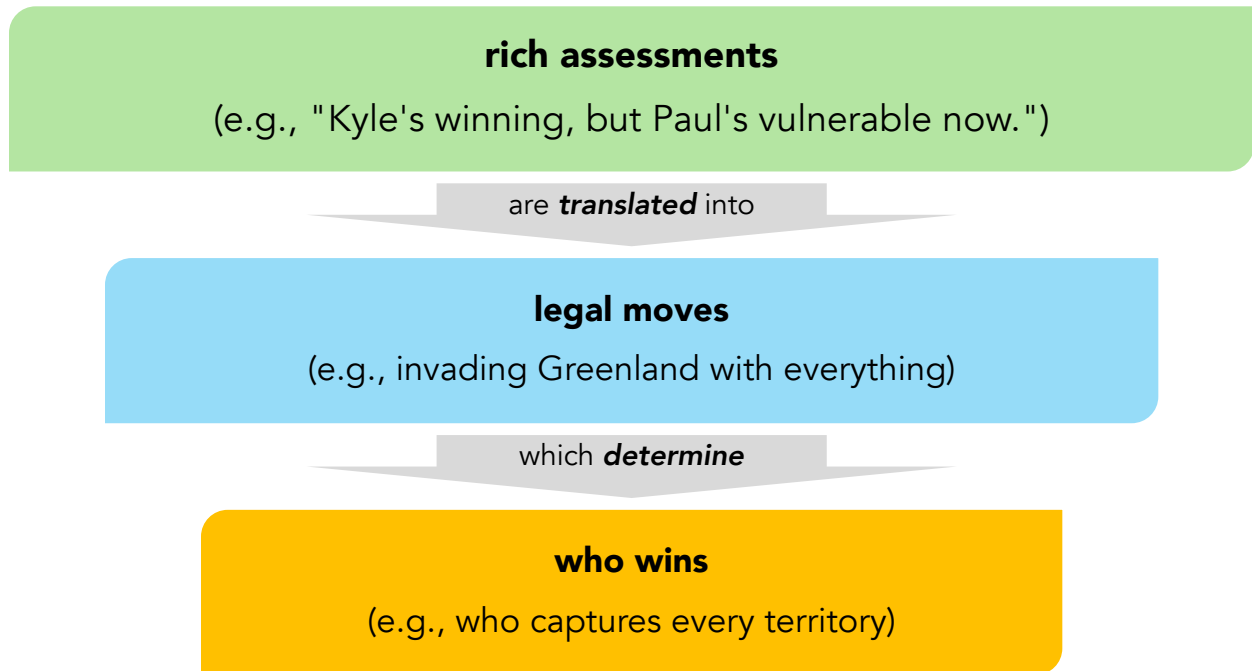 rich assessments
(e.g., "Kyle's winning, but Paul's vulnerable now.")
are translated into
legal moves
(e.g., invading Greenland with everything)
which determine
who wins
(e.g., who captures every territory)